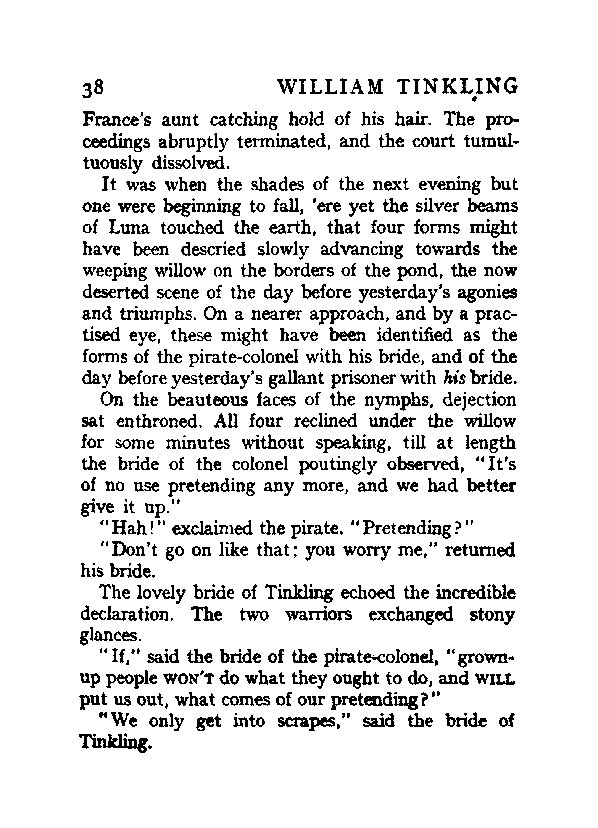 38 WILLIAM TINKLING
France's aunt catching hold of his hair. The pro-
ceedings abruptly terminated, and the court tumul-
tuously dissolved.
It was when the shades of the next evening but
one were beginning to fall, 'ere yet the silver beams
of Luna touched the earth, that four forms might
have been descried slowly advancing towards the
weeping willow on the borders of the pond, the now
deserted scene of the day before yesterday's agonies
and triumphs. On a nearer approach, and by a prac-
tised eye, these might have been identified as the
forms of the pirate-colonel with his bride, and of the
day before yesterday's gallant prisoner with his bride.
On the beauteous faces of the nymphs, dejection
sat enthroned. All four reclined under the willow
for some minutes without speaking, till at length
the bride of the colonel poutingly observed, "It's
of no use pretending any more, and we had better
give it up."
"Hah!" exclaimed the pirate. "Pretending?"
"Don't go on like that; you worry me," returned
his bride.
The lovely bride of Tinkling echoed the incredible
declaration. The two warriors exchanged stony
glances.
"If," said the bride of the pirate-colonel, "grown-
up people WON'T do what they ought to do, and WILL
put us out, what comes of our pretending?"
"We only get into scrapes," said the bride of
Tinkling.